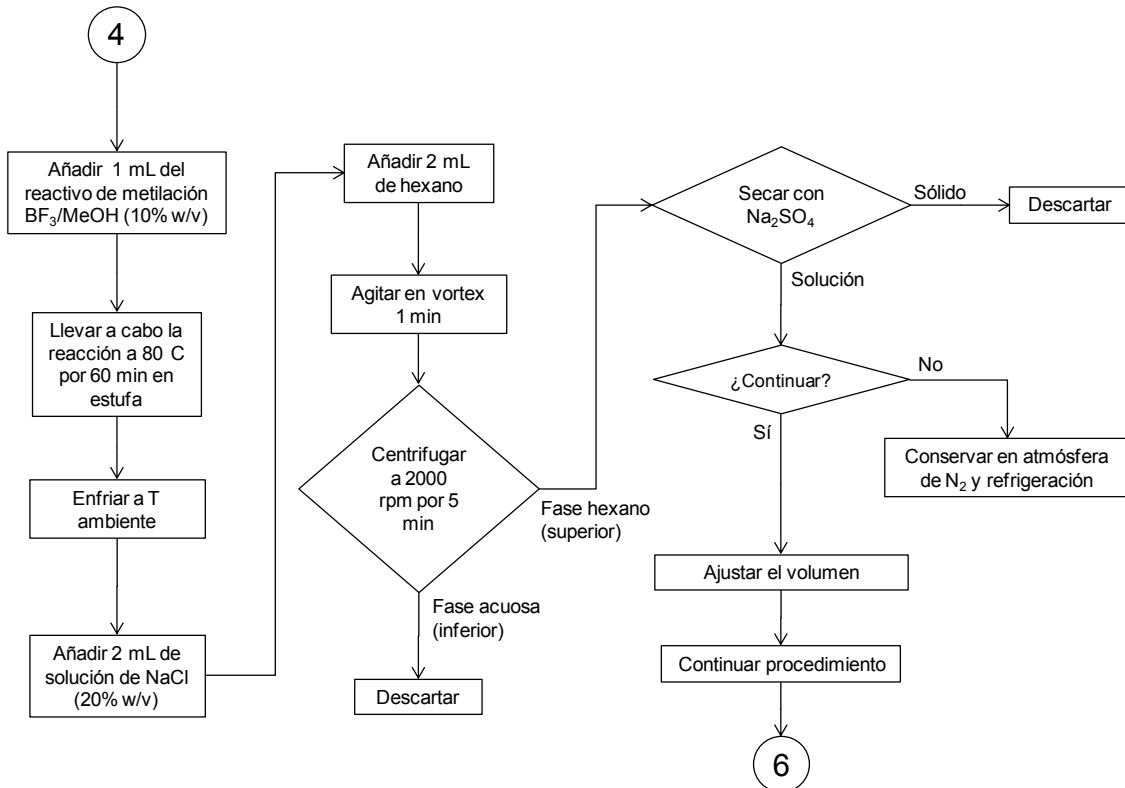 4
Añadir 1 mL del
reactivo de metilación
BF₃/MeOH (10% w/v)
Llevar a cabo la
reacción a 80 C
por 60 min en
estufa
Enfriar a T
ambiente
Añadir 2 mL de
solución de NaCl
(20% w/v)
Añadir 2 mL
de hexano
Agitar en vortex
1 min
Centrifugar
a 2000
rpm por 5
min
Fase hexano
(superior)
Fase acuosa
(inferior)
Descartar
Secar con
Na₂SO₄
Sólido
Descartar
Solución
¿Continuar?
No
Sí
Conservar en atmósfera
de N₂ y refrigeración
Ajustar el volumen
Continuar procedimiento
6